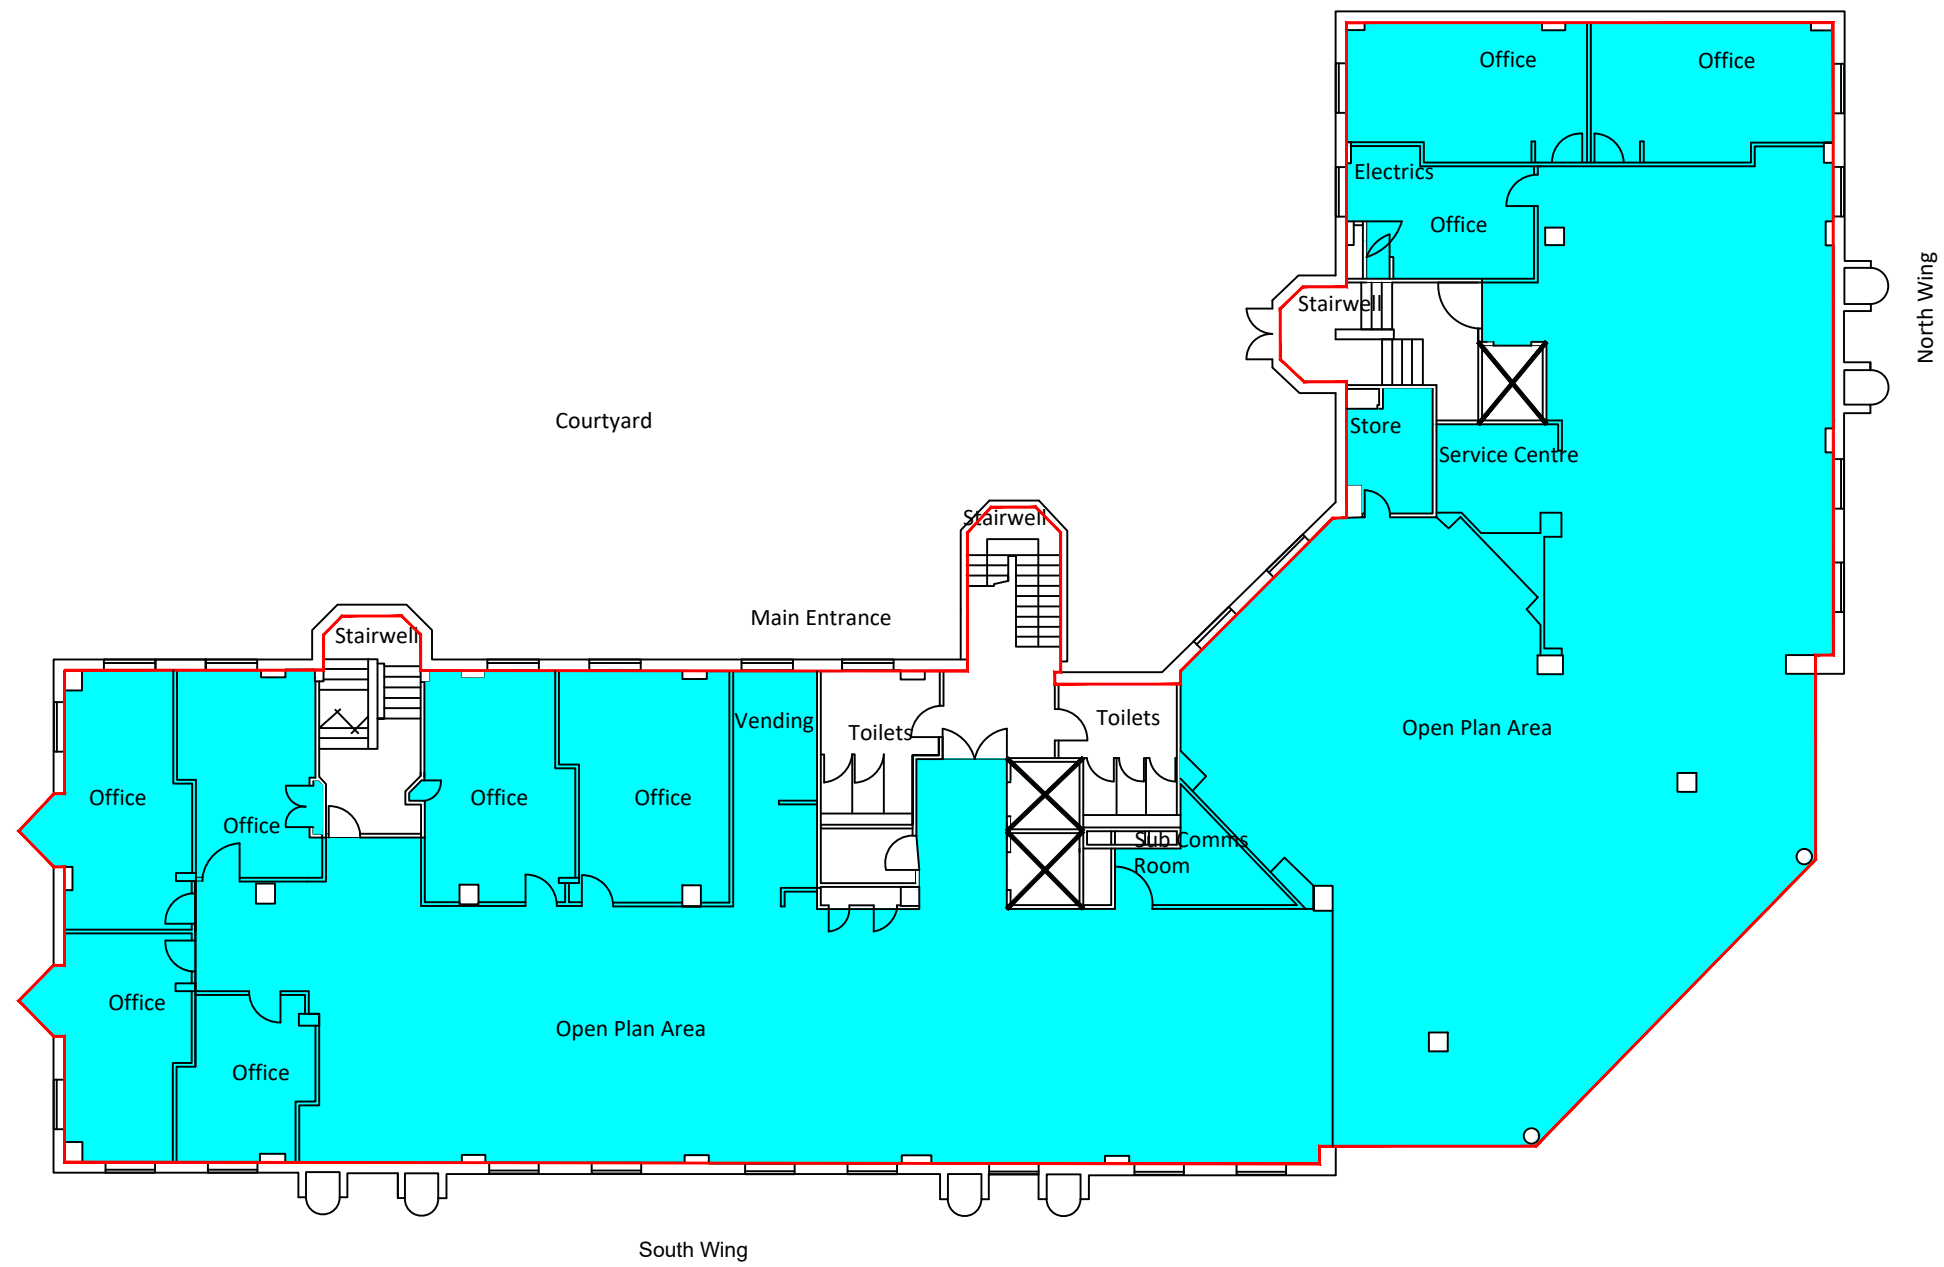 Office
Office
Electrics
Office
North Wing
Stairwell
Courtyard
Store
Service Centre
Stairwell
Main Entrance
Stairwell
Vending
Toilets
Toilets
Open Plan Area
Office
Office
Office
Office
Sub Comms
Room
Office
Open Plan Area
Office
South Wing